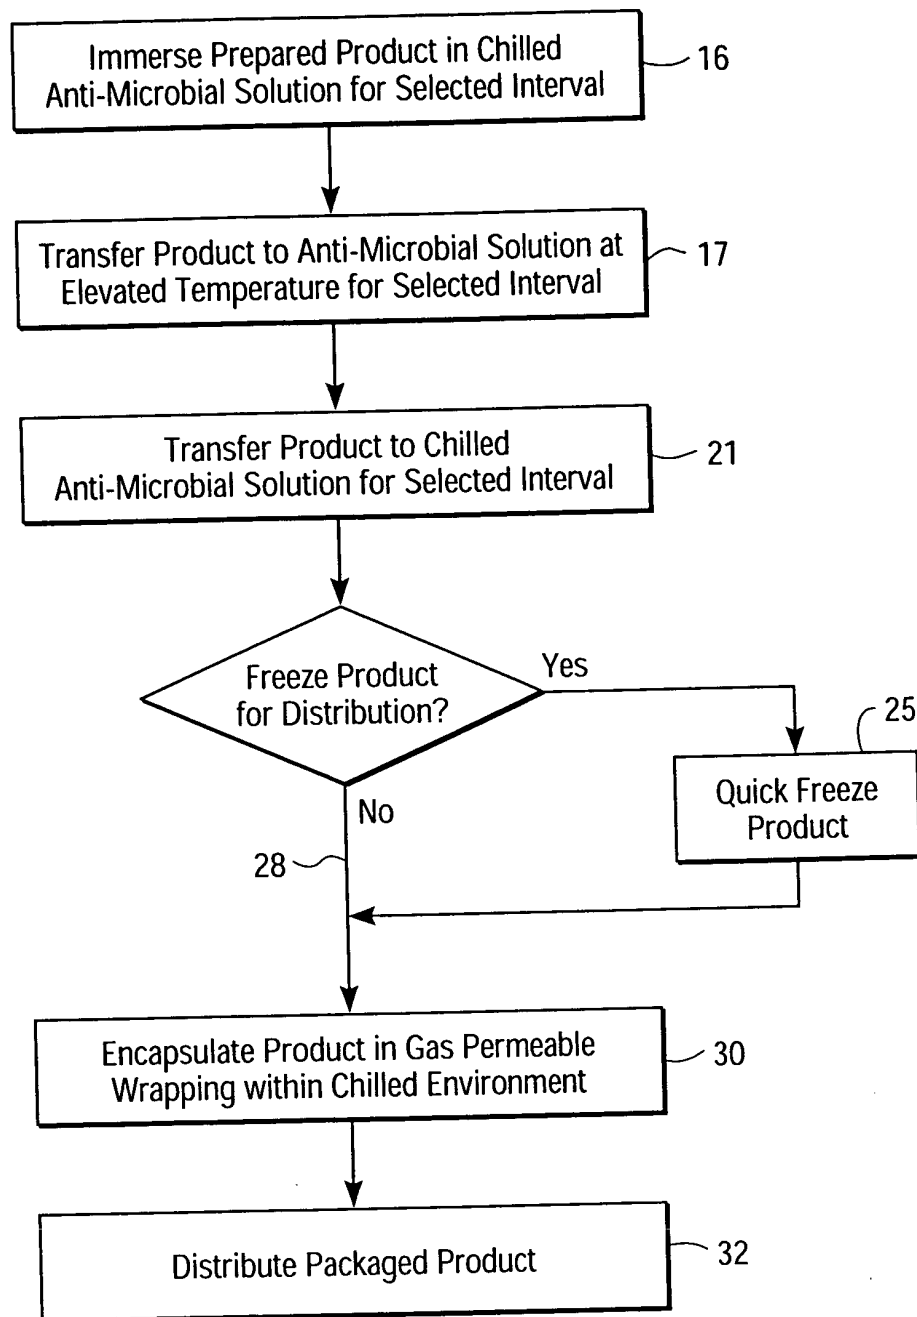 Immerse Prepared Product in Chilled
Anti-Microbial Solution for Selected Interval
16
Transfer Product to Anti-Microbial Solution at
Elevated Temperature for Selected Interval
17
Transfer Product to Chilled
Anti-Microbial Solution for Selected Interval
21
Freeze Product
for Distribution?
Yes
25
Quick Freeze
Product
No
28
Encapsulate Product in Gas Permeable
Wrapping within Chilled Environment
30
Distribute Packaged Product
32